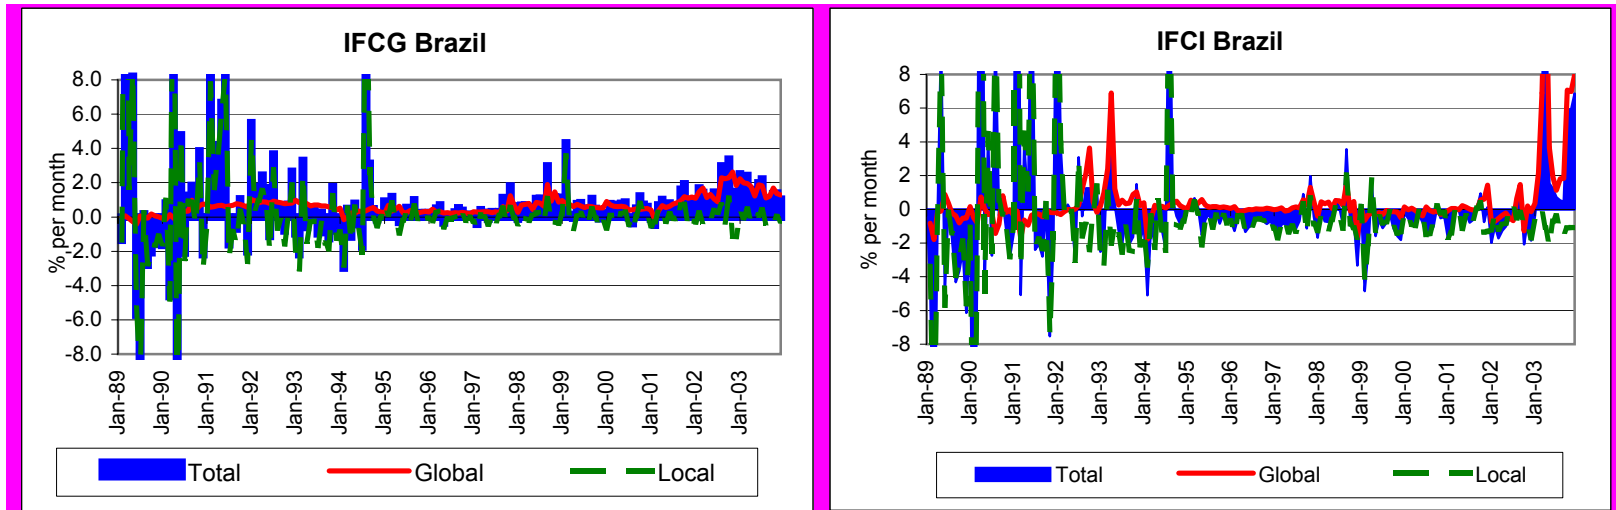 IFCG Brazil
% per month
8.0
6.0
4.0
2.0
0.0
-2.0
-4.0
-6.0
-8.0
Jan-89
Jan-90
Jan-91
Jan-92
Jan-93
Jan-94
Jan-95
Jan-96
Jan-97
Jan-98
Jan-99
Jan-00
Jan-01
Jan-02
Jan-03
Total
Global
Local
IFCI Brazil
% per month
8
6
4
2
0
-2
-4
-6
-8
Jan-89
Jan-90
Jan-91
Jan-92
Jan-93
Jan-94
Jan-95
Jan-96
Jan-97
Jan-98
Jan-99
Jan-00
Jan-01
Jan-02
Jan-03
Total
Global
Local